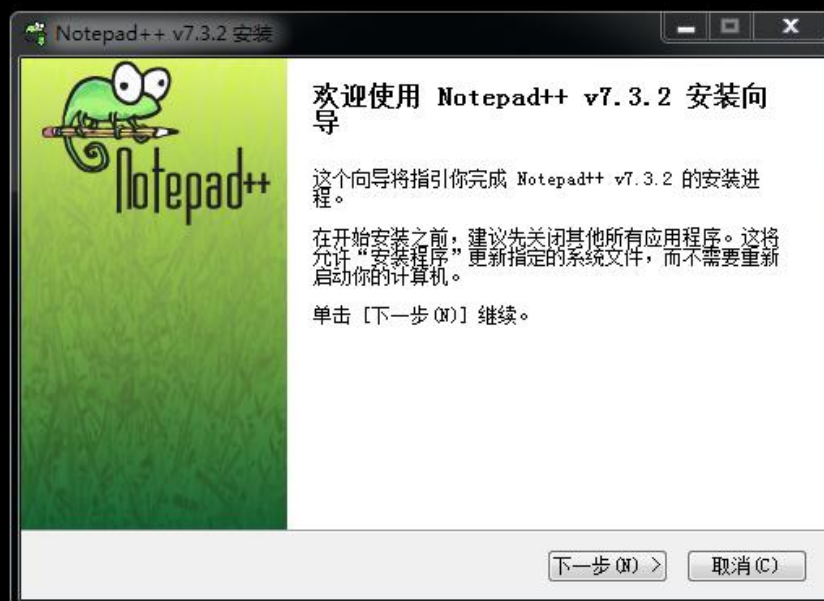 Notepad++ v7.3.2 安装
Notepad++
欢迎使用 Notepad++ v7.3.2 安装向
导
这个向导将指引你完成 Notepad++ v7.3.2 的安装进
程。
在开始安装之前，建议先关闭其他所有应用程序。这将
允许“安装程序”更新指定的系统文件，而不需要重新
启动你的计算机。
单击 [下一步(N)] 继续。
下一步(N) >
取消(C)